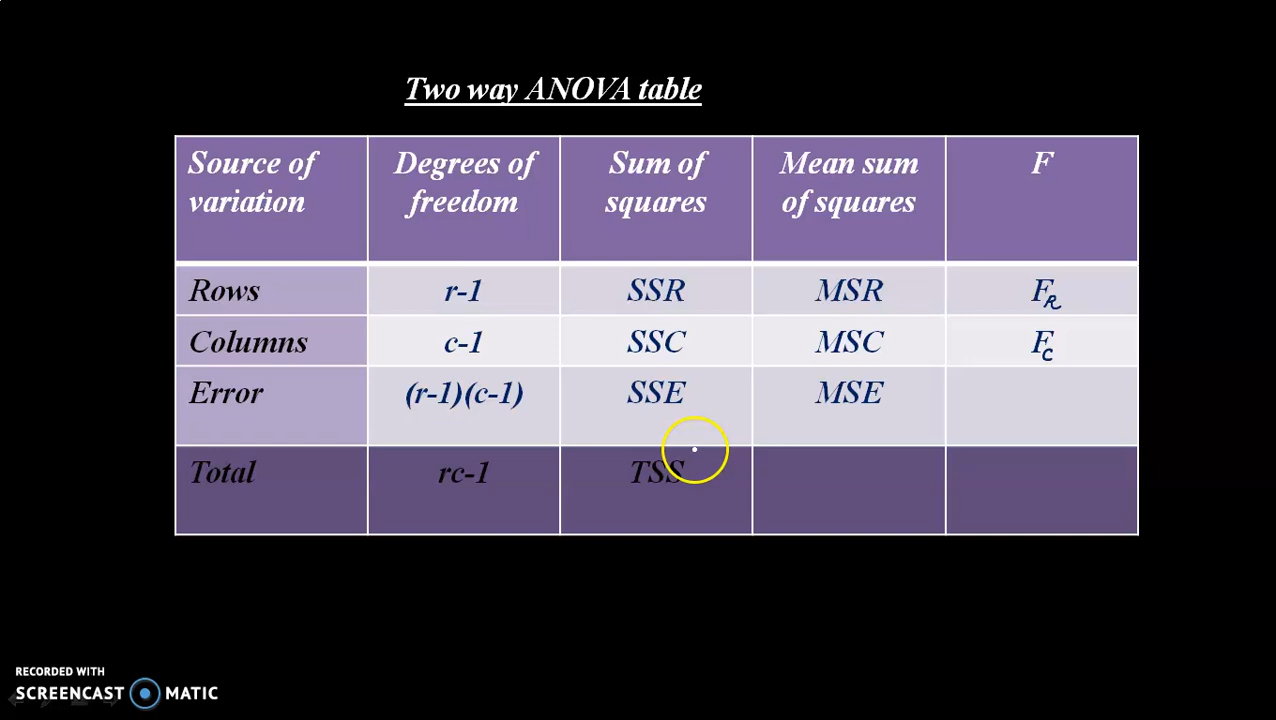 Two way ANOVA table
Source of variation Degrees of freedom Sum of squares Mean sum of squares F
Rows r-1 SSR MSR FR
Columns c-1 SSC MSC FC
Error (r-1)(c-1) SSE MSE
Total rc-1 TSS
RECORDED WITH
SCREENCAST MATIC